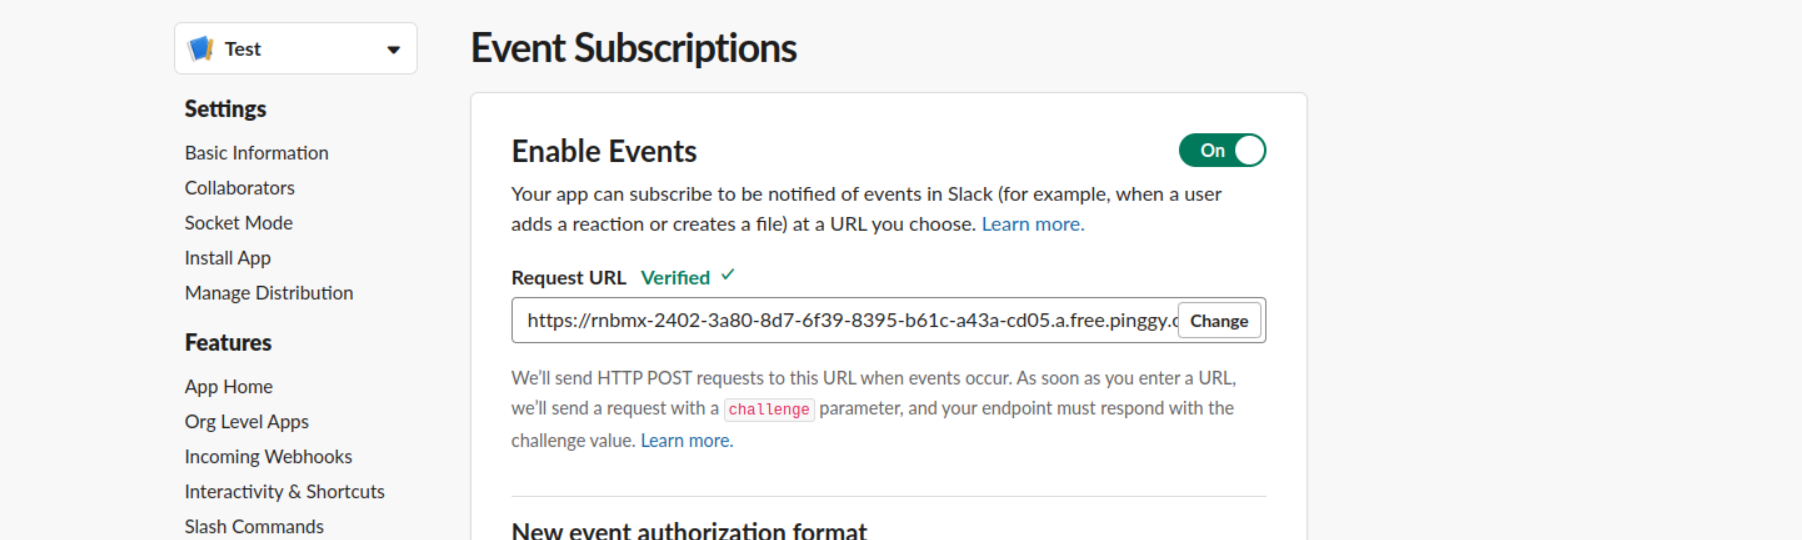 Test
Settings
Basic Information
Collaborators
Socket Mode
Install App
Manage Distribution
Features
App Home
Org Level Apps
Incoming Webhooks
Interactivity & Shortcuts
Slash Commands
Event Subscriptions
Enable Events
On
Your app can subscribe to be notified of events in Slack (for example, when a user
adds a reaction or creates a file) at a URL you choose. Learn more.
Request URL Verified ✓
https://rnbmx-2402-3a80-8d7-6f39-8395-b61c-a43a-cd05.a.free.pinggy.c
Change
We'll send HTTP POST requests to this URL when events occur. As soon as you enter a URL,
we'll send a request with a challenge parameter, and your endpoint must respond with the
challenge value. Learn more.
New event authorization format